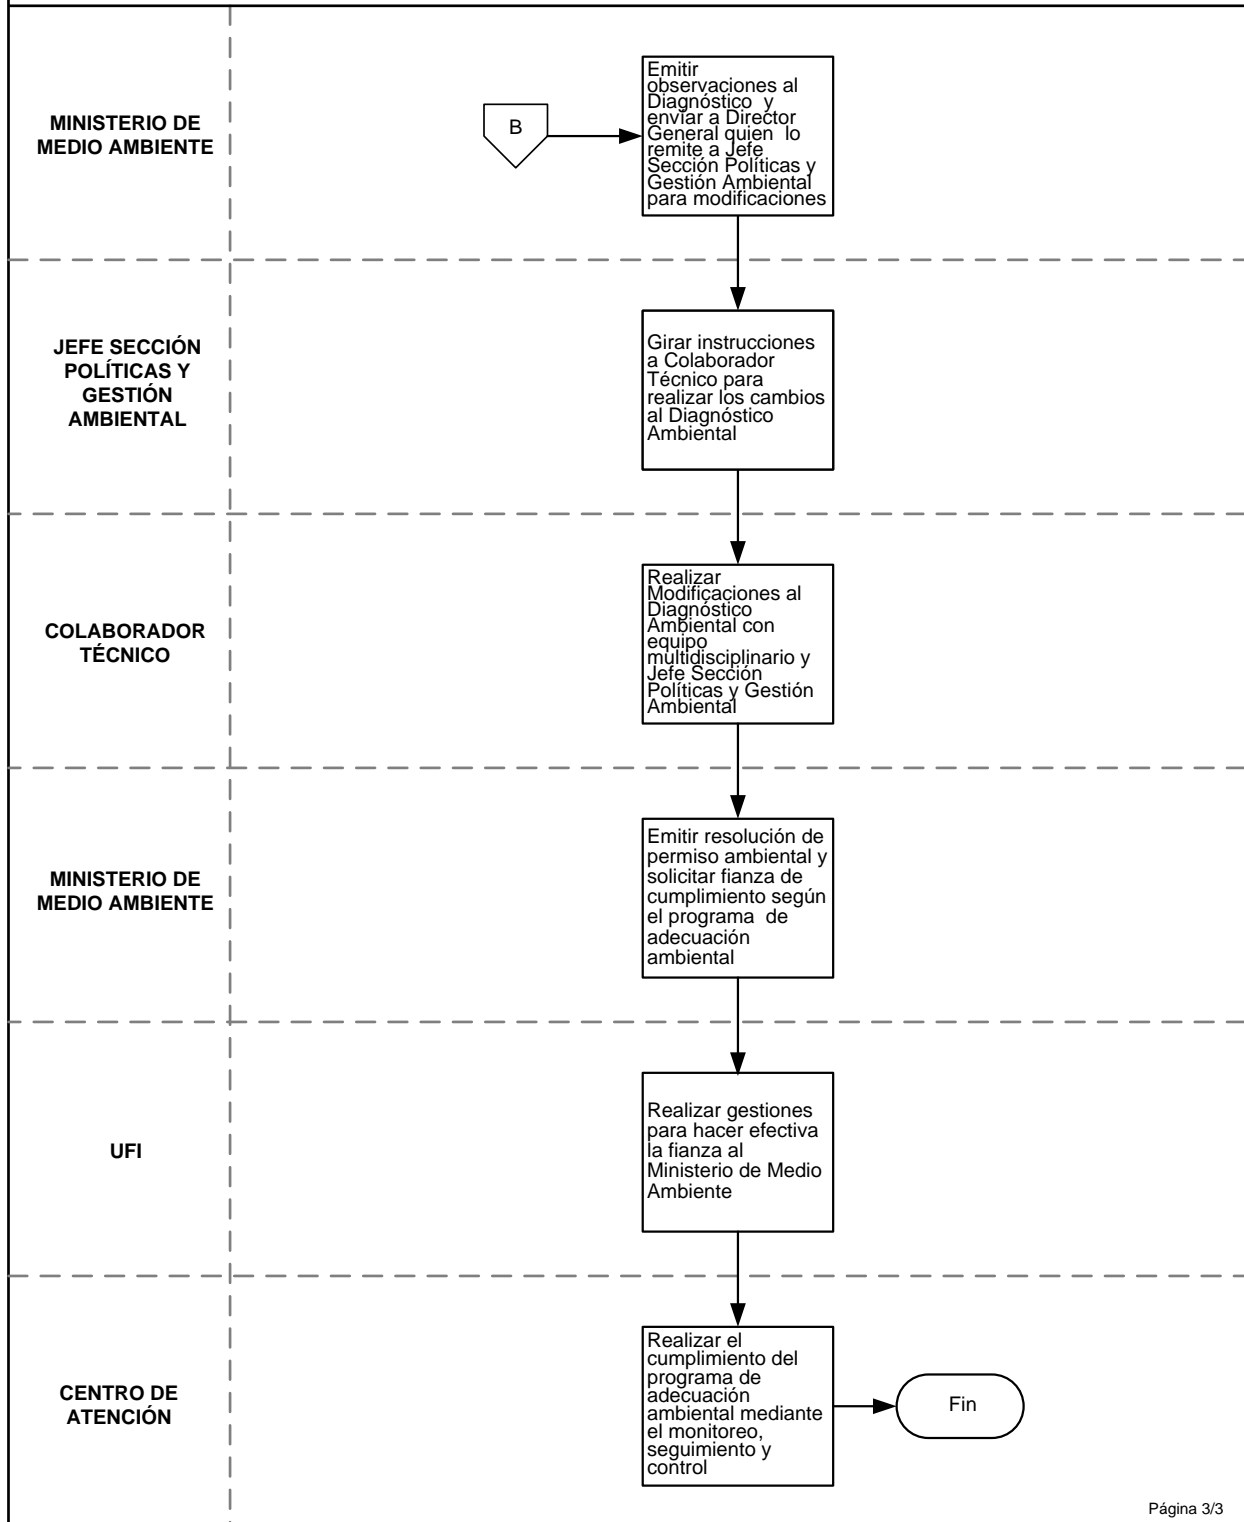 MINISTERIO DE
MEDIO AMBIENTE
B
Emitir
observaciones al
Diagnóstico y
enviar a Director
General quien lo
remite a Jefe
Sección Políticas y
Gestión Ambiental
para modificaciones
JEFE SECCIÓN
POLÍTICAS Y
GESTIÓN
AMBIENTAL
Girar instrucciones
a Colaborador
Técnico para
realizar los cambios
al Diagnóstico
Ambiental
COLABORADOR
TÉCNICO
Realizar
Modificaciones al
Diagnóstico
Ambiental con
equipo
multidisciplinario y
Jefe Sección
Políticas y Gestión
Ambiental
MINISTERIO DE
MEDIO AMBIENTE
Emitir resolución de
permiso ambiental y
solicitar fianza de
cumplimiento según
el programa de
adecuación
ambiental
UFI
Realizar gestiones
para hacer efectiva
la fianza al
Ministerio de Medio
Ambiente
CENTRO DE
ATENCIÓN
Realizar el
cumplimiento del
programa de
adecuación
ambiental mediante
el monitoreo,
seguimiento y
control
Fin
Página 3/3